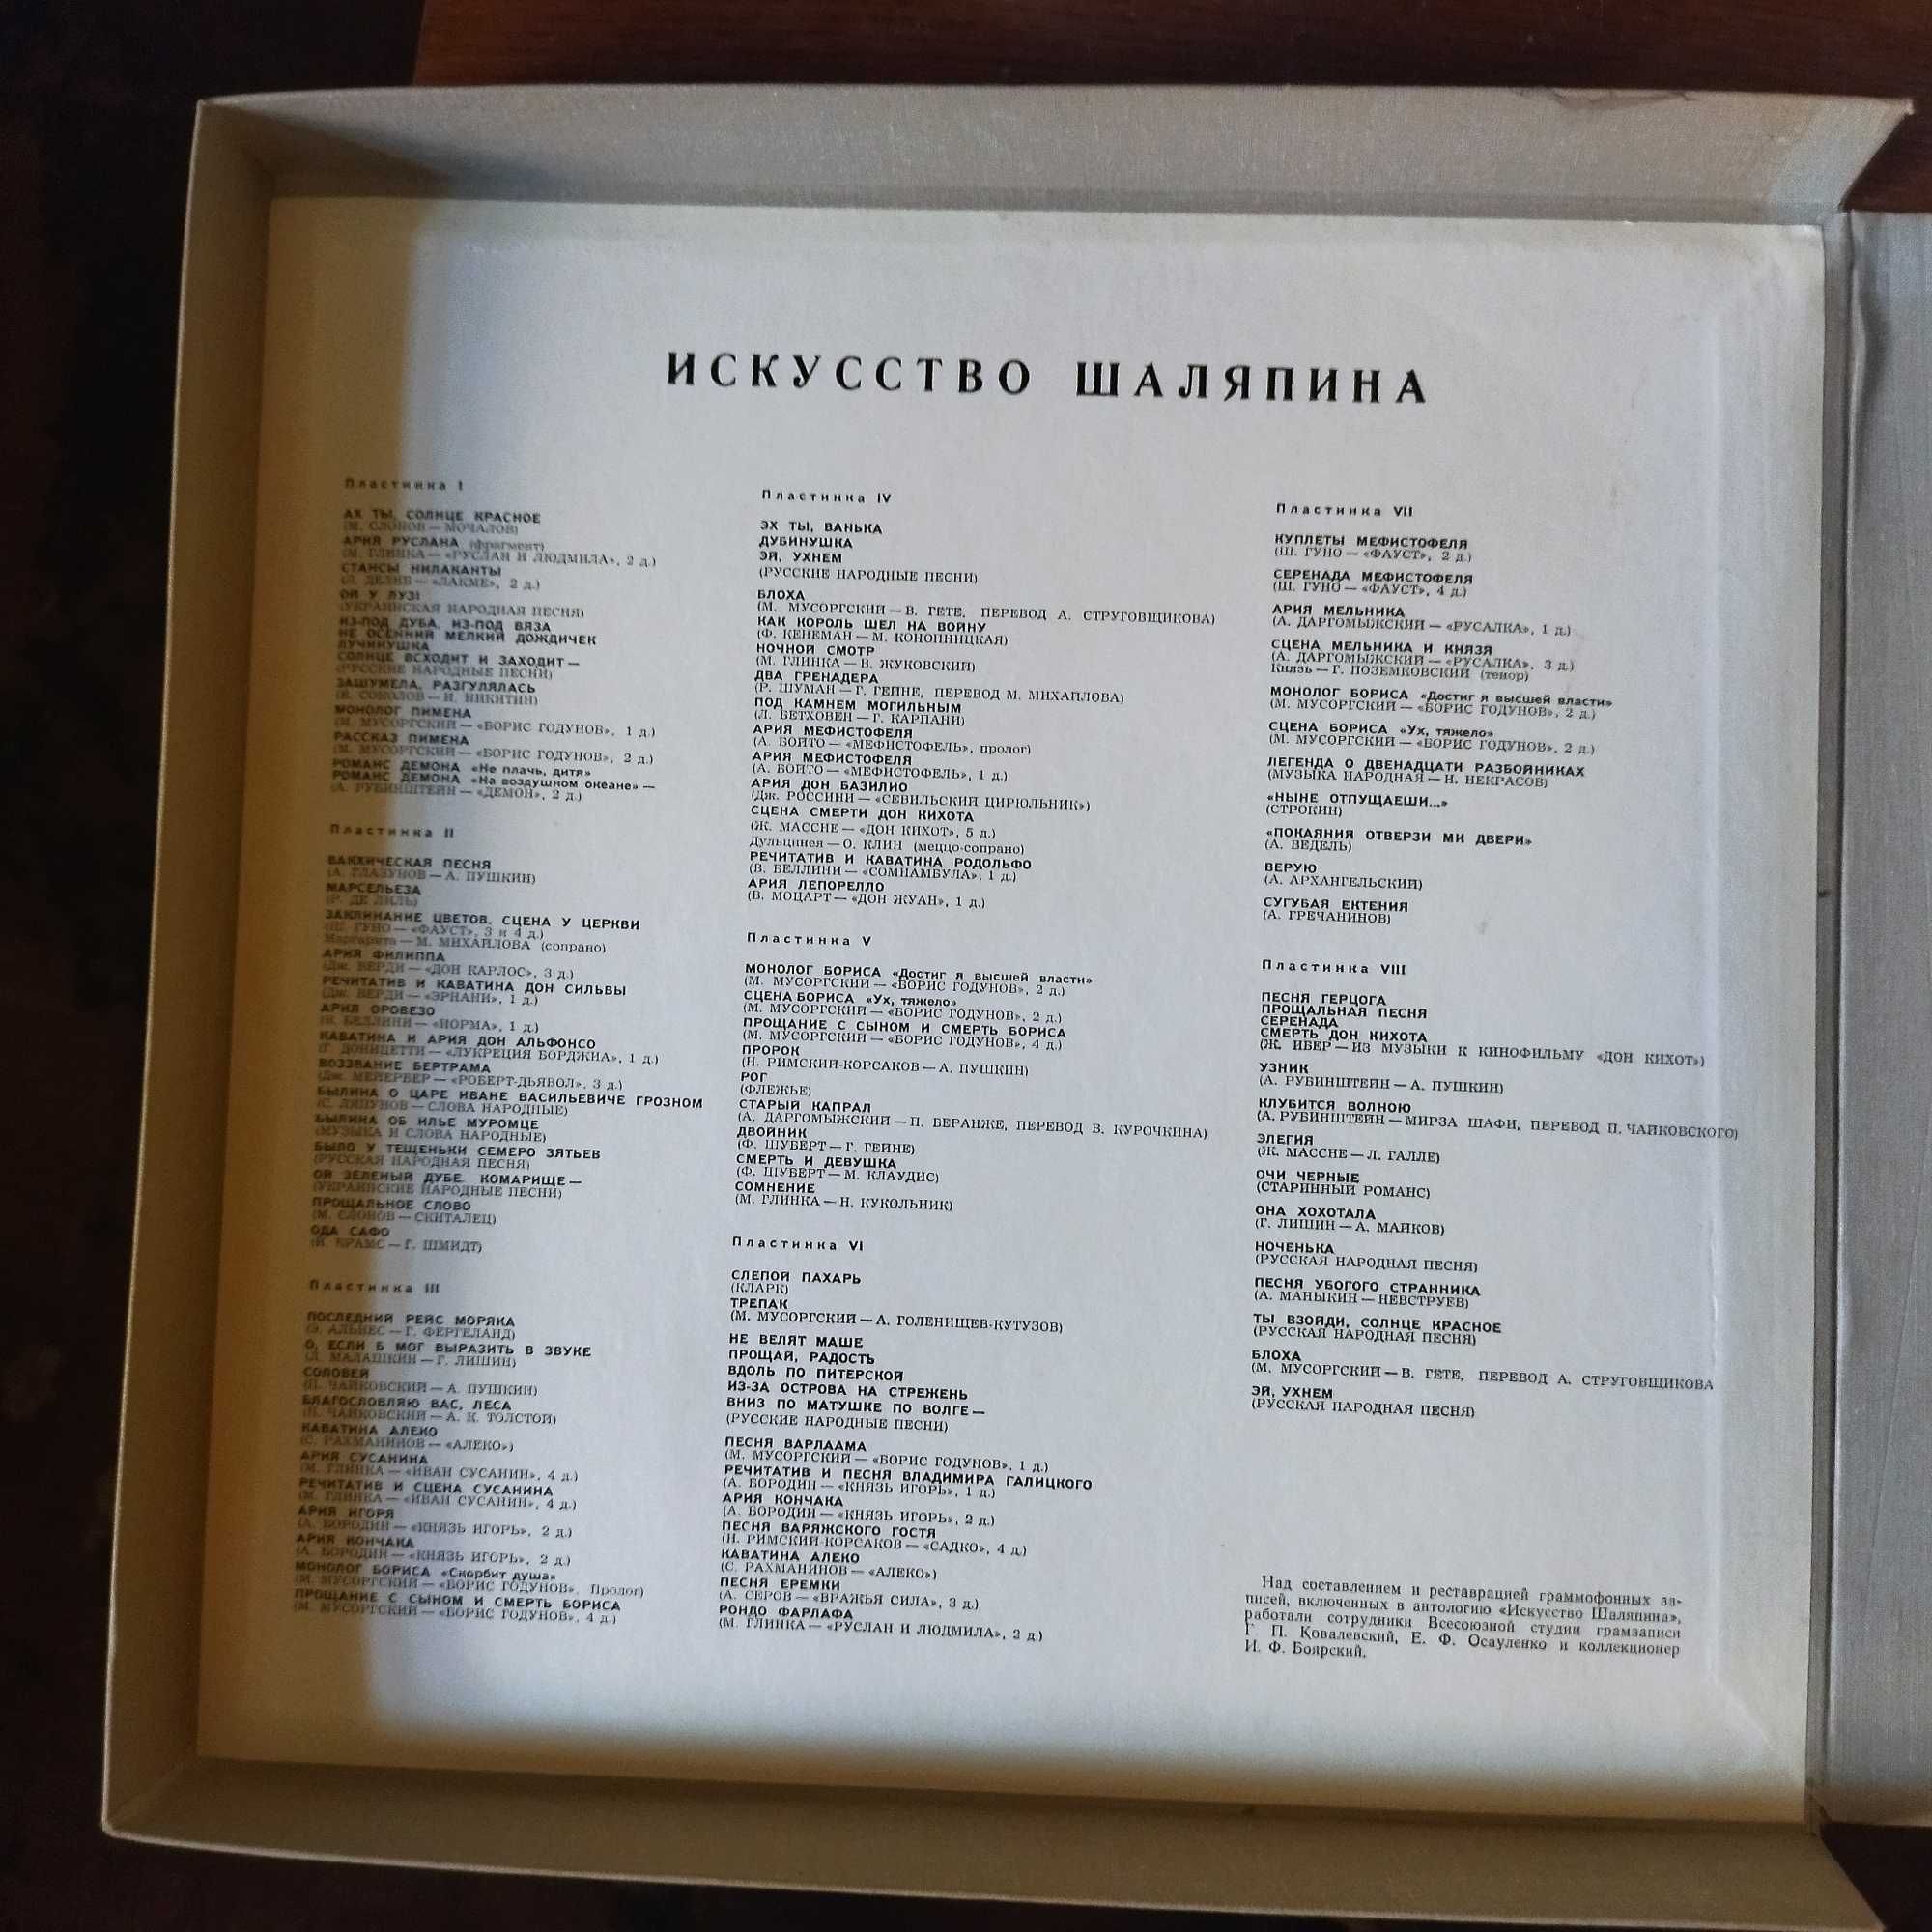 ИСКУССТВО ШАЛЯПИНА
Пластинка I
АХ ТЫ, СОЛНЦЕ КРАСНОЕ
(М. СЛОНОВ — МОЧАЛОВ)
АРИЯ РУСЛАНА (фрагмент)
(М. ГЛИНКА — «РУСЛАН И ЛЮДМИЛА», 2 д.)
СТАНСЫ НИЛАКАНТЫ
(Л. ДЕЛИБ — «ЛАКМЕ», 2 д.)
ОЙ У ЛУЗI
(УКРАИНСКАЯ НАРОДНАЯ ПЕСНЯ)
ИЗ-ПОД ДУБА, ИЗ-ПОД ВЯЗА
НЕ ОСЕННИЙ МЕЛКИЙ ДОЖДИЧЕК
ЛУЧИНУШКА
СОЛНЦЕ ВСХОДИТ И ЗАХОДИТ —
(РУССКИЕ НАРОДНЫЕ ПЕСНИ)
ЗАШУМЕЛА, РАЗГУЛЯЛАСЬ
(В. СОКОЛОВ — И. НИКИТИН)
МОНОЛОГ ПИМЕНА
(М. МУСОРГСКИЙ — «БОРИС ГОДУНОВ», 1 д.)
РАССКАЗ ПИМЕНА
(М. МУСОРГСКИЙ — «БОРИС ГОДУНОВ», 2 д.)
РОМАНС ДЕМОНА «Не плачь, дитя»
РОМАНС ДЕМОНА «На воздушном океане» —
(А. РУБИНШТЕЙН — «ДЕМОН», 2 д.)
Пластинка II
ВАКХИЧЕСКАЯ ПЕСНЯ
(А. ГЛАЗУНОВ — А. ПУШКИН)
МАРСЕЛЬЕЗА
(Р. ДЕ ЛИЛЬ)
ЗАКЛИНАНИЕ ЦВЕТОВ, СЦЕНА У ЦЕРКВИ
(Ш. ГУНО — «ФАУСТ», 3 и 4 д.)
Маргарита — М. МИХАЙЛОВА (сопрано)
АРИЯ ФИЛИППА
(Дж. ВЕРДИ — «ДОН КАРЛОС», 3 д.)
РЕЧИТАТИВ И КАВАТИНА ДОН СИЛЬВЫ
(Дж. ВЕРДИ — «ЭРНАНИ», 1 д.)
АРИЯ ОРОВЕЗО
(В. БЕЛЛИНИ — «НОРМА», 1 д.)
КАВАТИНА И АРИЯ ДОН АЛЬФОНСО
(Г. ДОНИЦЕТТИ — «ЛУКРЕЦИЯ БОРДЖИА», 1 д.)
ВОЗЗВАНИЕ БЕРТРАМА
(Дж. МЕЙЕРБЕР — «РОБЕРТ-ДЬЯВОЛ», 3 д.)
БЫЛИНА О ЦАРЕ ИВАНЕ ВАСИЛЬЕВИЧЕ ГРОЗНОМ
(С. ЛЯПУНОВ — СЛОВА НАРОДНЫЕ)
БЫЛИНА ОБ ИЛЬЕ МУРОМЦЕ
(МУЗЫКА И СЛОВА НАРОДНЫЕ)
БЫЛО У ТЕЩЕНЬКИ СЕМЕРО ЗЯТЬЕВ
(РУССКАЯ НАРОДНАЯ ПЕСНЯ)
ОЙ ЗЕЛЕНЫЙ ДУБЕ. КОМАРИЩЕ —
(УКРАИНСКИЕ НАРОДНЫЕ ПЕСНИ)
ПРОЩАЛЬНОЕ СЛОВО
(М. СЛОНОВ — СКИТАЛЕЦ)
ОДА САФО
(И. БРАМС — Г. ШМИДТ)
Пластинка III
ПОСЛЕДНИЙ РЕЙС МОРЯКА
(Э. АЛЬНЕС — Г. ФЕРГЕЛАНД)
О, ЕСЛИ Б МОГ ВЫРАЗИТЬ В ЗВУКЕ
(Л. МАЛАШКИН — Г. ЛИШИН)
СОЛОВЕЙ
(П. ЧАЙКОВСКИЙ — А. ПУШКИН)
БЛАГОСЛОВЛЯЮ ВАС, ЛЕСА
(П. ЧАЙКОВСКИЙ — А. К. ТОЛСТОЙ)
КАВАТИНА АЛЕКО
(С. РАХМАНИНОВ — «АЛЕКО»)
АРИЯ СУСАНИНА
(М. ГЛИНКА — «ИВАН СУСАНИН», 4 д.)
РЕЧИТАТИВ И СЦЕНА СУСАНИНА
(М. ГЛИНКА — «ИВАН СУСАНИН», 4 д.)
АРИЯ ИГОРЯ
(А. БОРОДИН — «КНЯЗЬ ИГОРЬ», 2 д.)
АРИЯ КОНЧАКА
(А. БОРОДИН — «КНЯЗЬ ИГОРЬ», 2 д.)
МОНОЛОГ БОРИСА «Скорбит душа»
(М. МУСОРГСКИЙ — «БОРИС ГОДУНОВ», Пролог)
ПРОЩАНИЕ С СЫНОМ И СМЕРТЬ БОРИСА
(М. МУСОРГСКИЙ — «БОРИС ГОДУНОВ», 4 д.)
Пластинка IV
ЭХ ТЫ, ВАНЬКА
ДУБИНУШКА
ЭЙ, УХНЕМ
(РУССКИЕ НАРОДНЫЕ ПЕСНИ)
БЛОХА
(М. МУСОРГСКИЙ — В. ГЕТЕ, ПЕРЕВОД А. СТРУГОВЩИКОВА)
КАК КОРОЛЬ ШЕЛ НА ВОЙНУ
(Ф. КЕНЕМАН — М. КОНОПНИЦКАЯ)
НОЧНОЙ СМОТР
(М. ГЛИНКА — В. ЖУКОВСКИЙ)
ДВА ГРЕНАДЕРА
(Р. ШУМАН — Г. ГЕЙНЕ, ПЕРЕВОД М. МИХАЙЛОВА)
ПОД КАМНЕМ МОГИЛЬНЫМ
(Л. БЕТХОВЕН — Г. КАРПАНИ)
АРИЯ МЕФИСТОФЕЛЯ
(А. БОЙТО — «МЕФИСТОФЕЛЬ», пролог)
АРИЯ МЕФИСТОФЕЛЯ
(А. БОЙТО — «МЕФИСТОФЕЛЬ», 1 д.)
АРИЯ ДОН БАЗИЛИО
(Дж. РОССИНИ — «СЕВИЛЬСКИЙ ЦИРЮЛЬНИК»)
СЦЕНА СМЕРТИ ДОН КИХОТА
(Ж. МАССНЕ — «ДОН КИХОТ», 5 д.)
Дульцинея — О. КЛИН (меццо-сопрано)
РЕЧИТАТИВ И КАВАТИНА РОДОЛЬФО
(В. БЕЛЛИНИ — «СОМНАМБУЛА», 1 д.)
АРИЯ ЛЕПОРЕЛЛО
(В. МОЦАРТ — «ДОН ЖУАН», 1 д.)
Пластинка V
МОНОЛОГ БОРИСА «Достиг я высшей власти»
(М. МУСОРГСКИЙ — «БОРИС ГОДУНОВ», 2 д.)
СЦЕНА БОРИСА «Ух, тяжело»
(М. МУСОРГСКИЙ — «БОРИС ГОДУНОВ», 2 д.)
ПРОЩАНИЕ С СЫНОМ И СМЕРТЬ БОРИСА
(М. МУСОРГСКИЙ — «БОРИС ГОДУНОВ», 4 д.)
ПРОРОК
(Н. РИМСКИЙ-КОРСАКОВ — А. ПУШКИН)
РОГ
(ФЛЕЖЬЕ)
СТАРЫЙ КАПРАЛ
(А. ДАРГОМЫЖСКИЙ — П. БЕРАНЖЕ, ПЕРЕВОД В. КУРОЧКИНА)
ДВОЙНИК
(Ф. ШУБЕРТ — Г. ГЕЙНЕ)
СМЕРТЬ И ДЕВУШКА
(Ф. ШУБЕРТ — М. КЛАУДИС)
СОМНЕНИЕ
(М. ГЛИНКА — Н. КУКОЛЬНИК)
Пластинка VI
СЛЕПОЙ ПАХАРЬ
(КЛАРК)
ТРЕПАК
(М. МУСОРГСКИЙ — А. ГОЛЕНИЩЕВ-КУТУЗОВ)
НЕ ВЕЛЯТ МАШЕ
ПРОЩАЙ, РАДОСТЬ
ВДОЛЬ ПО ПИТЕРСКОЙ
ИЗ-ЗА ОСТРОВА НА СТРЕЖЕНЬ
ВНИЗ ПО МАТУШКЕ ПО ВОЛГЕ —
(РУССКИЕ НАРОДНЫЕ ПЕСНИ)
ПЕСНЯ ВАРЛААМА
(М. МУСОРГСКИЙ — «БОРИС ГОДУНОВ», 1 д.)
РЕЧИТАТИВ И ПЕСНЯ ВЛАДИМИРА ГАЛИЦКОГО
(А. БОРОДИН — «КНЯЗЬ ИГОРЬ», 1 д.)
АРИЯ КОНЧАКА
(А. БОРОДИН — «КНЯЗЬ ИГОРЬ», 2 д.)
ПЕСНЯ ВАРЯЖСКОГО ГОСТЯ
(Н. РИМСКИЙ-КОРСАКОВ — «САДКО», 4 д.)
КАВАТИНА АЛЕКО
(С. РАХМАНИНОВ — «АЛЕКО»)
ПЕСНЯ ЕРЕМКИ
(А. СЕРОВ — «ВРАЖЬЯ СИЛА», 3 д.)
РОНДО ФАРЛАФА
(М. ГЛИНКА — «РУСЛАН И ЛЮДМИЛА», 2 д.)
Пластинка VII
КУПЛЕТЫ МЕФИСТОФЕЛЯ
(Ш. ГУНО — «ФАУСТ», 2 д.)
СЕРЕНАДА МЕФИСТОФЕЛЯ
(Ш. ГУНО — «ФАУСТ», 4 д.)
АРИЯ МЕЛЬНИКА
(А. ДАРГОМЫЖСКИЙ — «РУСАЛКА», 1 д.)
СЦЕНА МЕЛЬНИКА И КНЯЗЯ
(А. ДАРГОМЫЖСКИЙ — «РУСАЛКА», 3 д.)
Князь — Г. ПОЗЕМКОВСКИЙ (тенор)
МОНОЛОГ БОРИСА «Достиг я высшей власти»
(М. МУСОРГСКИЙ — «БОРИС ГОДУНОВ», 2 д.)
СЦЕНА БОРИСА «Ух, тяжело»
(М. МУСОРГСКИЙ — «БОРИС ГОДУНОВ», 2 д.)
ЛЕГЕНДА О ДВЕНАДЦАТИ РАЗБОЙНИКАХ
(МУЗЫКА НАРОДНАЯ — Н. НЕКРАСОВ)
«НЫНЕ ОТПУЩАЕШИ...»
(СТРОКИН)
«ПОКАЯНИЯ ОТВЕРЗИ МИ ДВЕРИ»
(А. ВЕДЕЛЬ)
ВЕРУЮ
(А. АРХАНГЕЛЬСКИЙ)
СУГУБАЯ ЕКТЕНИЯ
(А. ГРЕЧАНИНОВ)
Пластинка VIII
ПЕСНЯ ГЕРЦОГА
ПРОЩАЛЬНАЯ ПЕСНЯ
СЕРЕНАДА
СМЕРТЬ ДОН КИХОТА
(Ж. ИБЕР — ИЗ МУЗЫКИ К КИНОФИЛЬМУ «ДОН КИХОТ»)
УЗНИК
(А. РУБИНШТЕЙН — А. ПУШКИН)
КЛУБИТСЯ ВОЛНОЮ
(А. РУБИНШТЕЙН — МИРЗА ШАФИ, ПЕРЕВОД П. ЧАЙКОВСКОГО)
ЭЛЕГИЯ
(Ж. МАССНЕ — Л. ГАЛЛЕ)
ОЧИ ЧЕРНЫЕ
(СТАРИННЫЙ РОМАНС)
ОНА ХОХОТАЛА
(Г. ЛИШИН — А. МАЙКОВ)
НОЧЕНЬКА
(РУССКАЯ НАРОДНАЯ ПЕСНЯ)
ПЕСНЯ УБОГОГО СТРАННИКА
(А. МАНЫКИН — НЕВСТРУЕВ)
ТЫ ВЗОЙДИ, СОЛНЦЕ КРАСНОЕ
(РУССКАЯ НАРОДНАЯ ПЕСНЯ)
БЛОХА
(М. МУСОРГСКИЙ — В. ГЕТЕ, ПЕРЕВОД А. СТРУГОВЩИКОВА
ЭЙ, УХНЕМ
(РУССКАЯ НАРОДНАЯ ПЕСНЯ)
Над составлением и реставрацией граммофонных за-
писей, включенных в антологию «Искусство Шаляпина»,
работали сотрудники Всесоюзной студии грамзаписи
Г. П. Ковалевский, Е. Ф. Осауленко и коллекционер
И. Ф. Боярский.